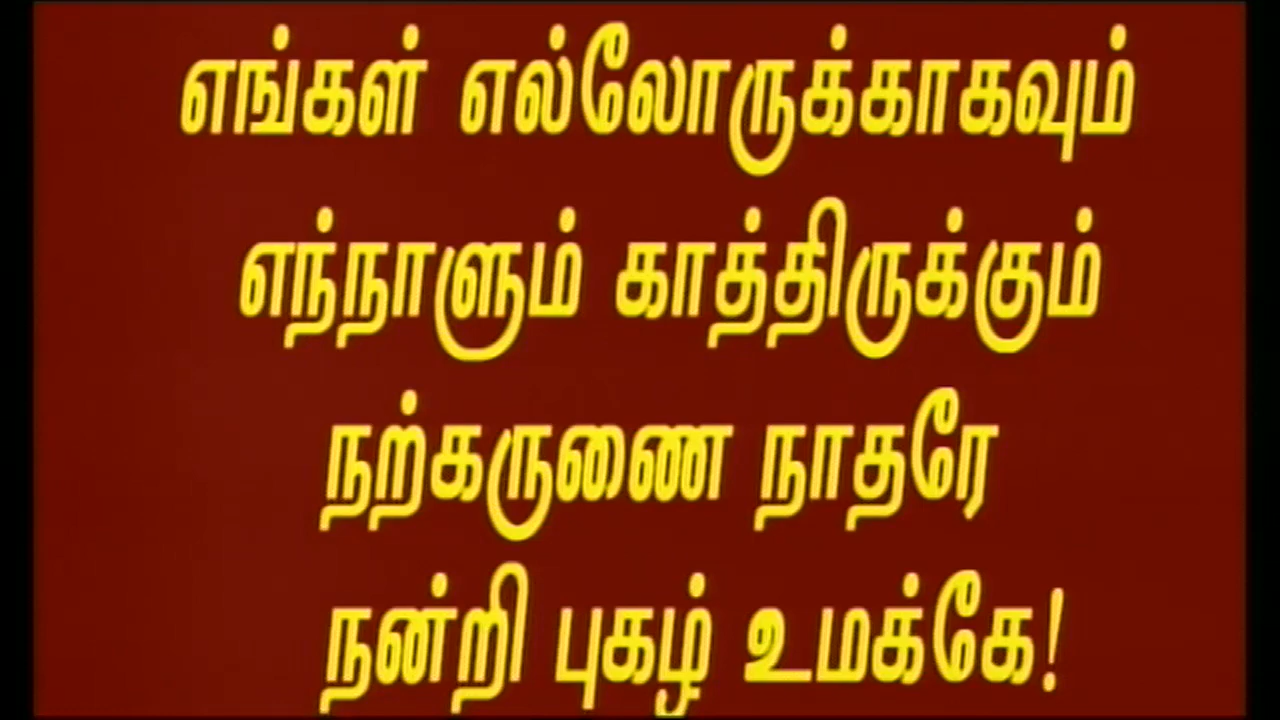 எங்கள் எல்லோருக்காகவும்
எந்நாளும் காத்திருக்கும்
நற்கருணை நாதரே
நன்றி புகழ் உமக்கே!